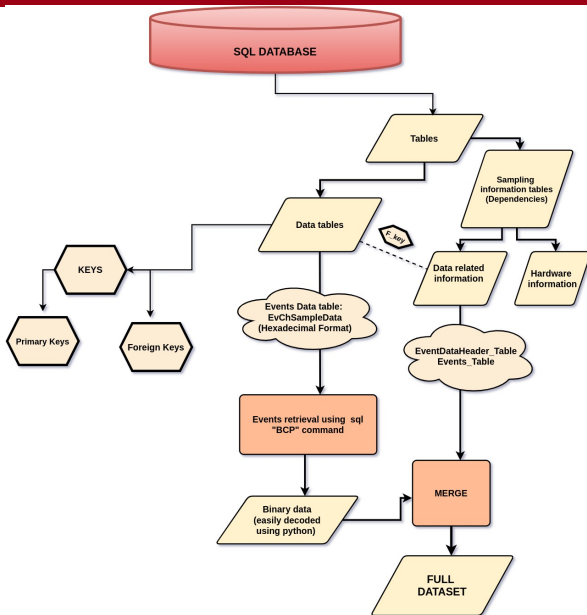 SQL DATABASE
Tables
Sampling
information tables
(Dependencies)
Data tables
F_key
KEYS
Data related
information
Hardware
information
Events Data table:
EvChSampleData
(Hexadecimal Format)
Primary Keys
Foreign Keys
EventDataHeader_Table
Events_Table
Events retrieval using sql
"BCP" command
Binary data
(easily decoded
using python)
MERGE
FULL
DATASET